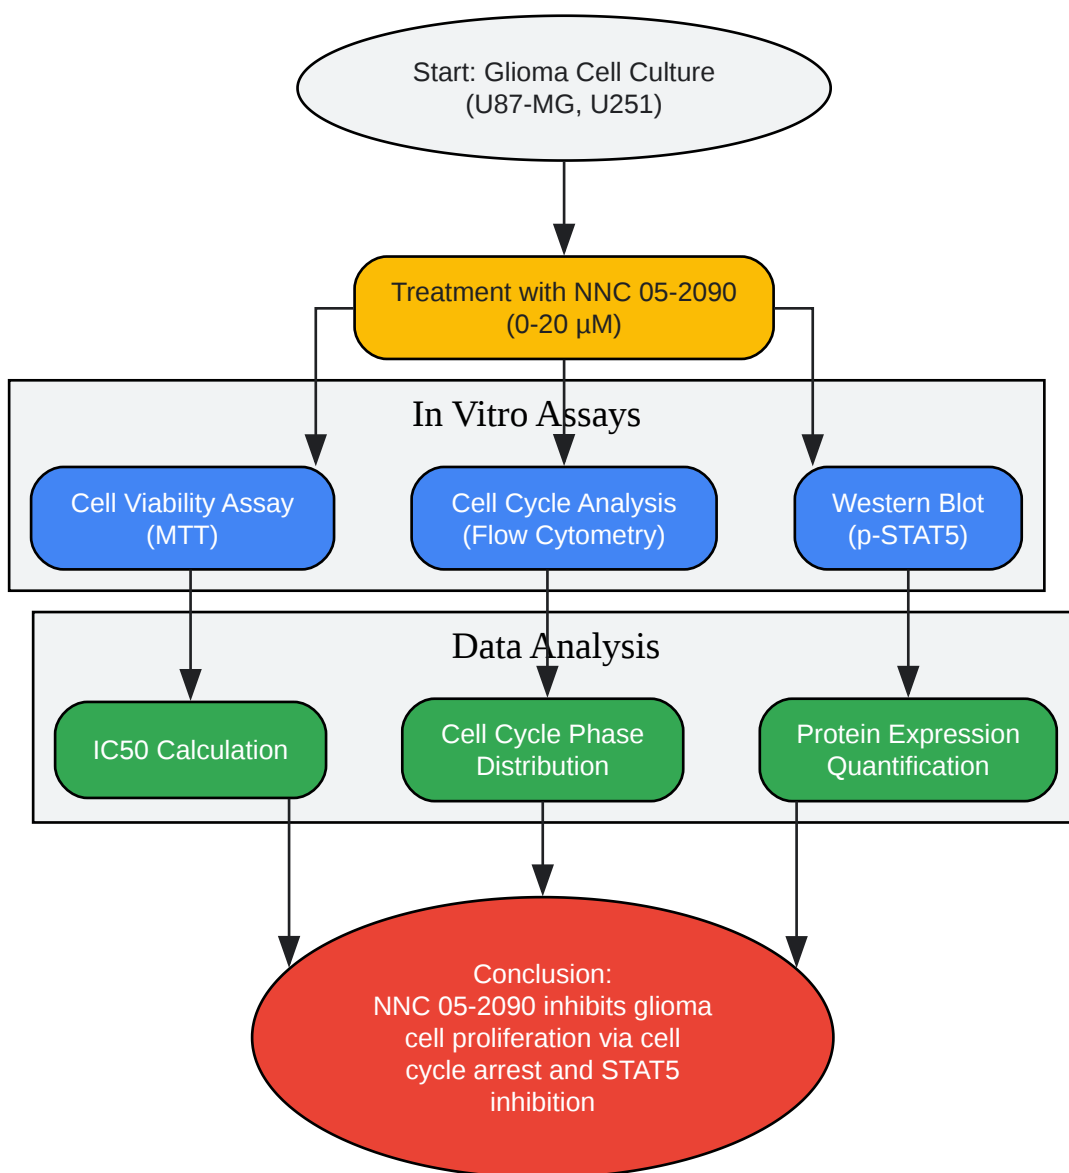 Start: Glioma Cell Culture
(U87-MG, U251)
Treatment with NNC 05-2090
(0-20 µM)
In Vitro Assays
Cell Viability Assay
(MTT)
Cell Cycle Analysis
(Flow Cytometry)
Western Blot
(p-STAT5)
Data Analysis
IC50 Calculation
Cell Cycle Phase
Distribution
Protein Expression
Quantification
Conclusion:
NNC 05-2090 inhibits glioma
cell proliferation via cell
cycle arrest and STAT5
inhibition